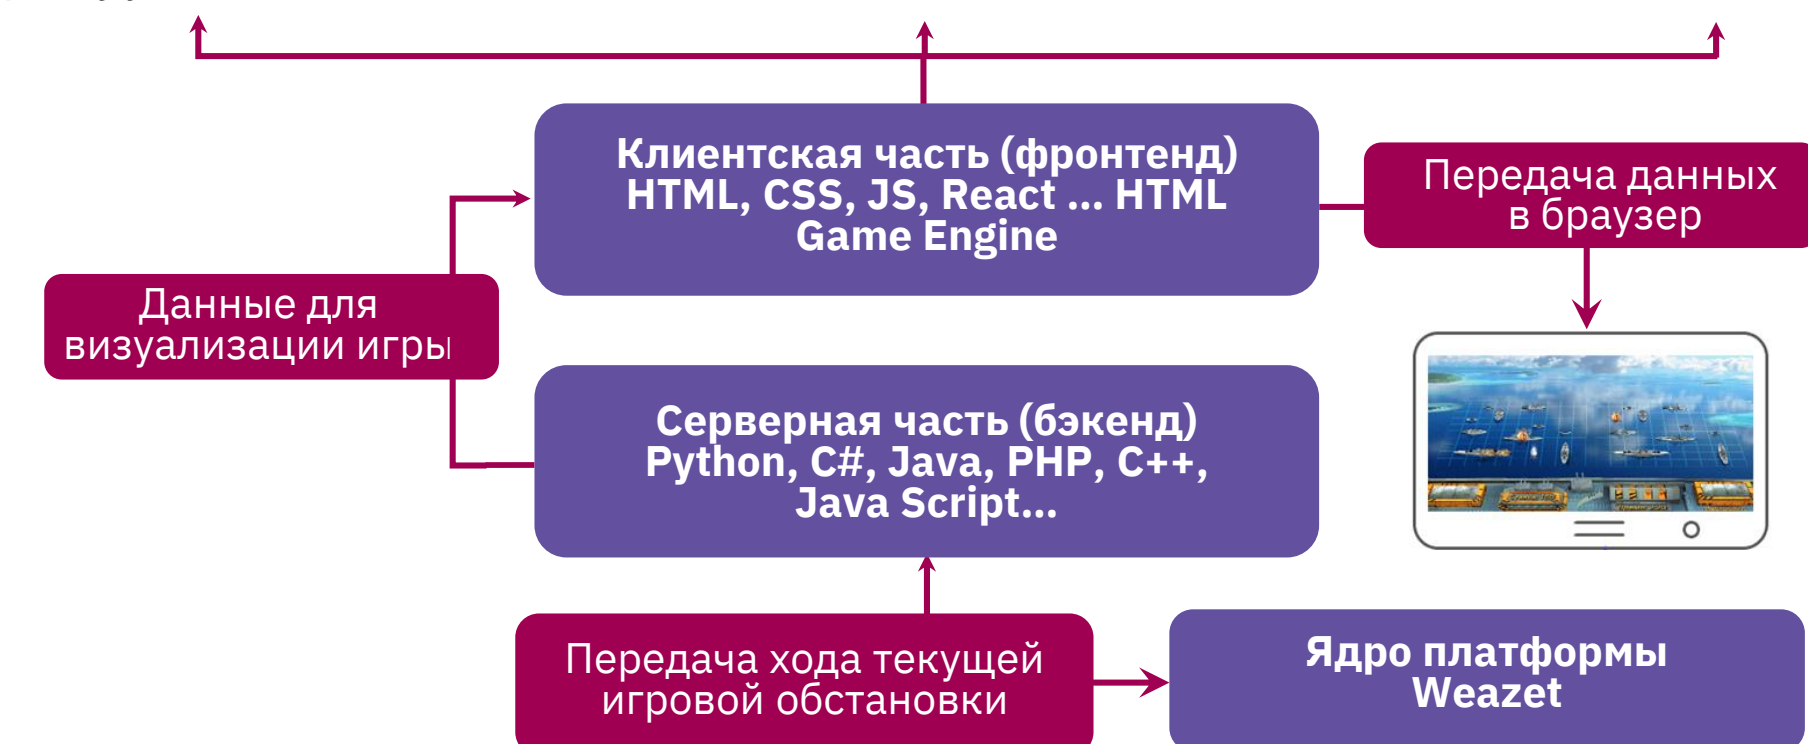 Клиентская часть (фронтенд)
HTML, CSS, JS, React ... HTML
Game Engine
Передача данных
в браузер
Данные для
визуализации игры
Серверная часть (бэкенд)
Python, C#, Java, PHP, C++,
Java Script...
Передача хода текущей
игровой обстановки
Ядро платформы
Weazet